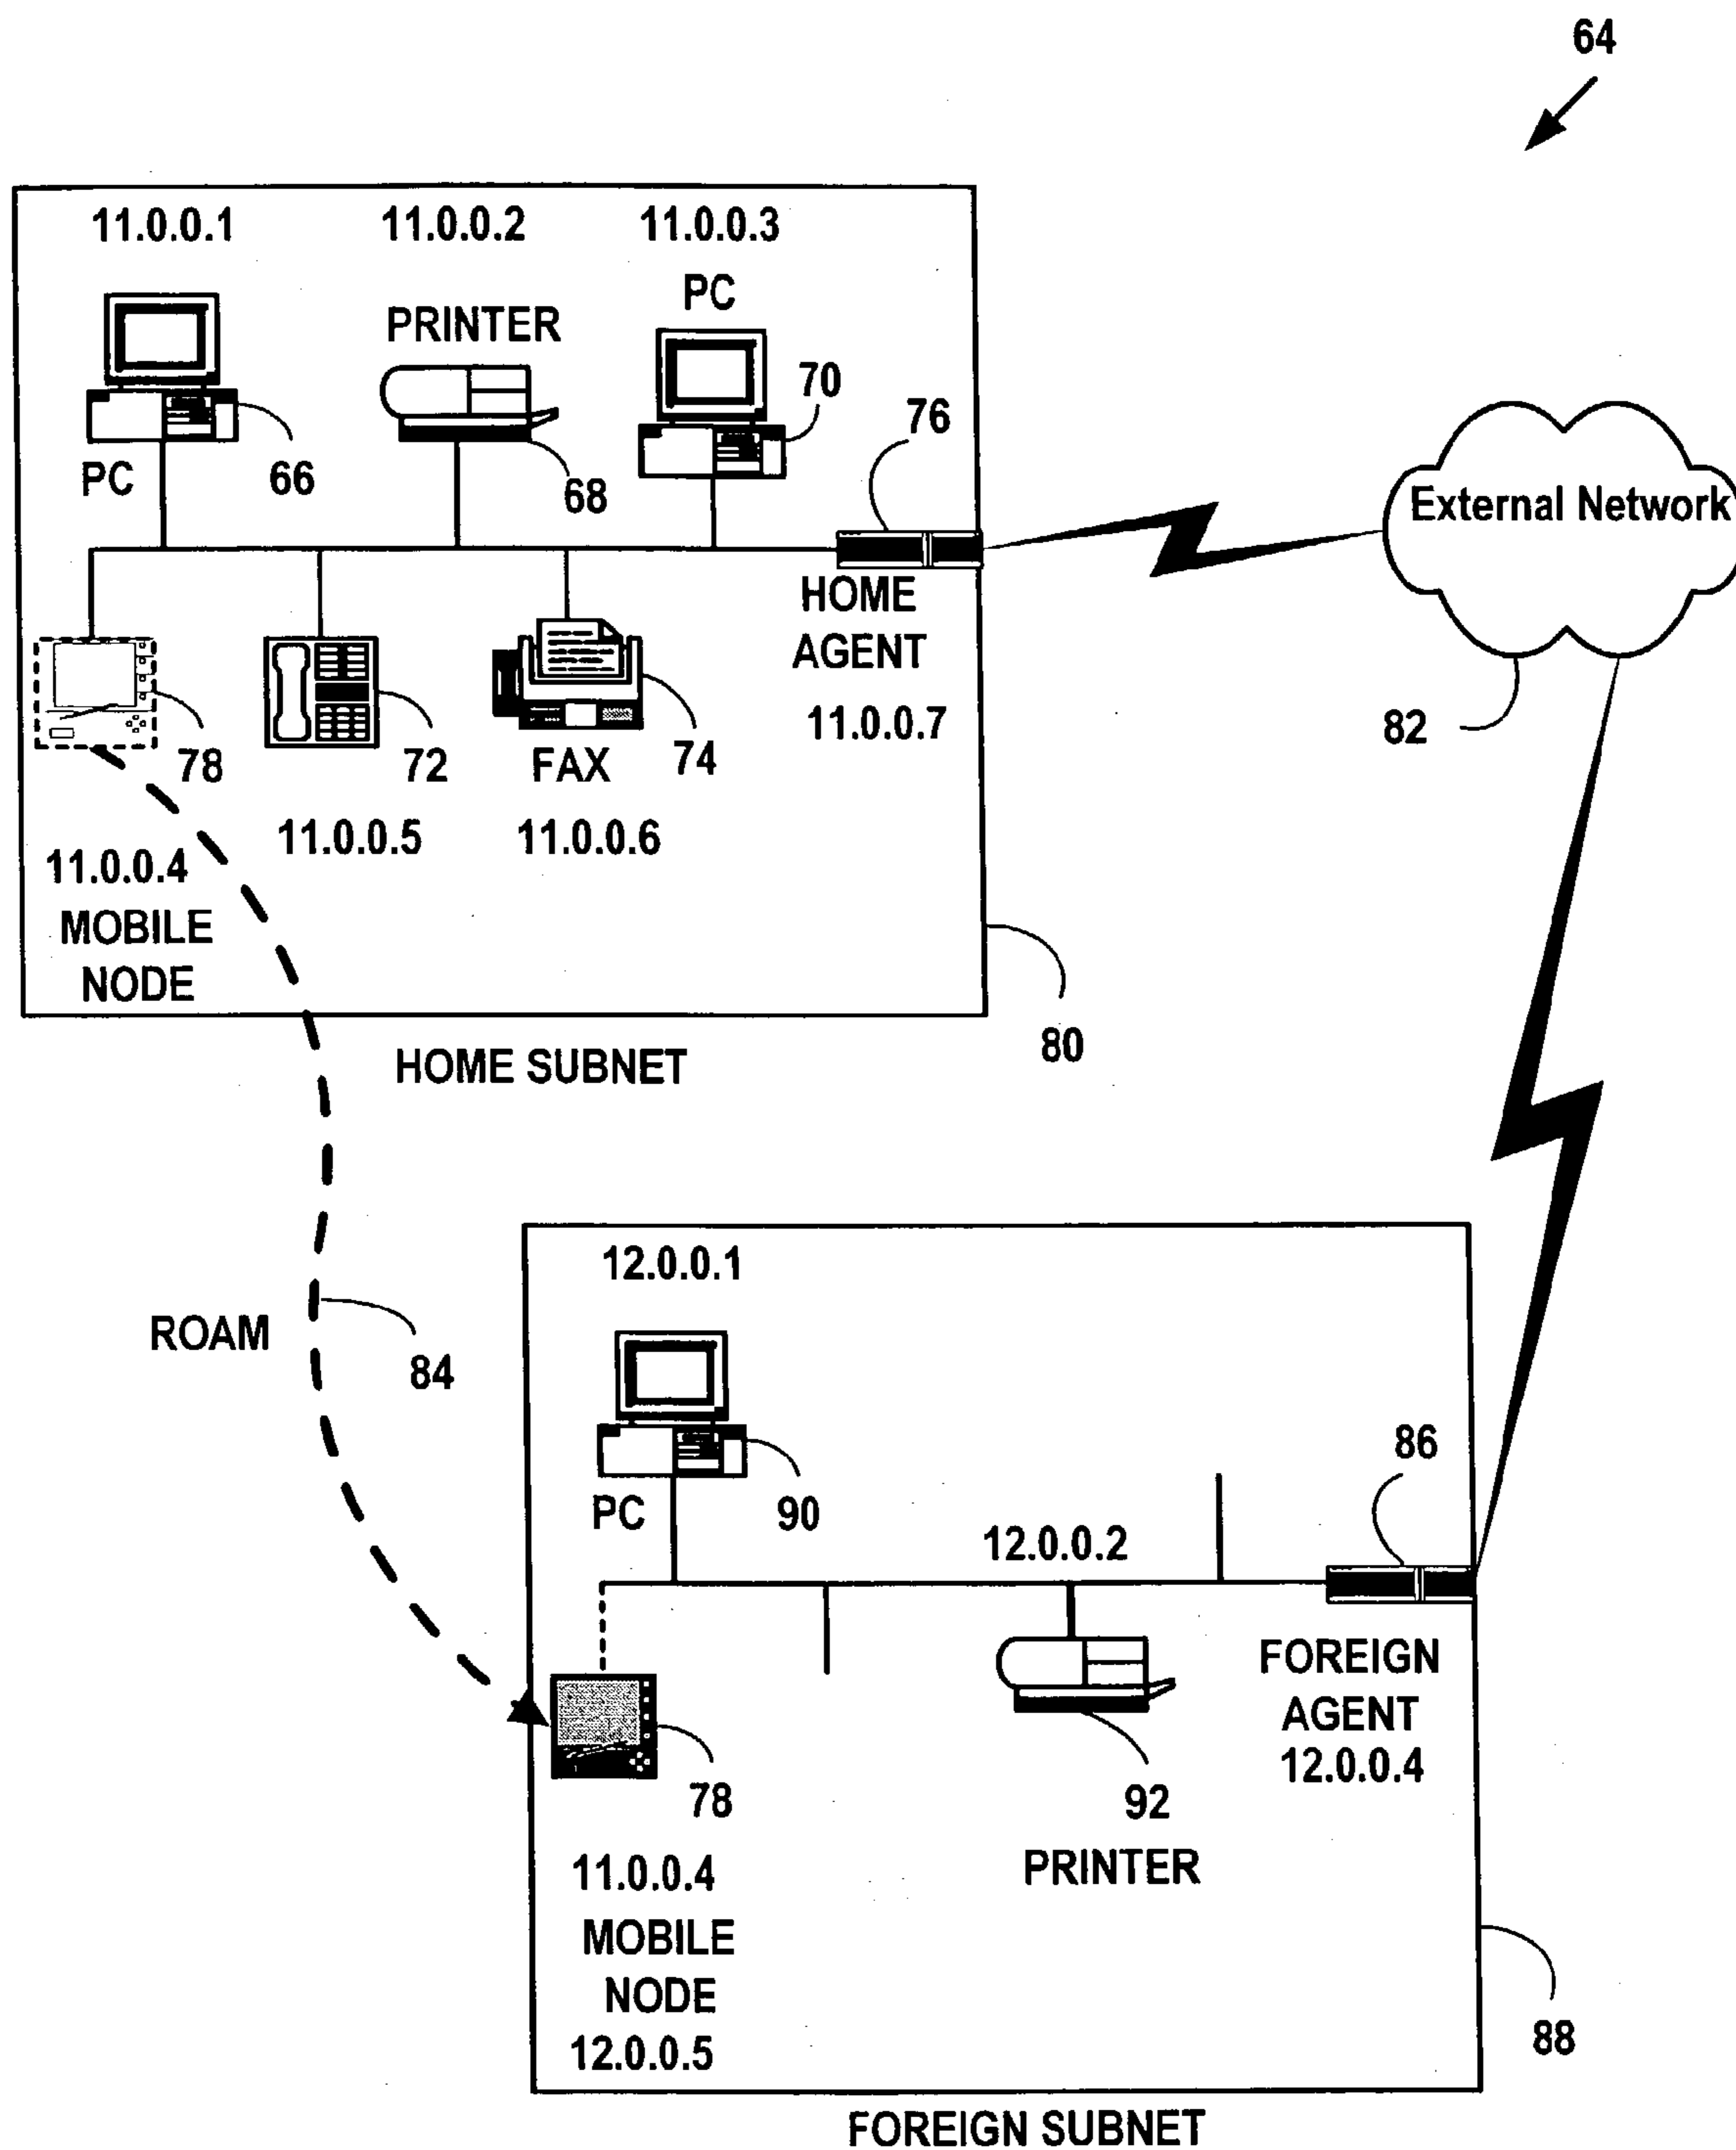 64
11.0.0.1
11.0.0.2
11.0.0.3
PC
PRINTER
70
76
PC
66
68
External Network
HOME
AGENT
11.0.0.7
82
78
72
FAX
74
11.0.0.5
11.0.0.6
11.0.0.4
MOBILE
NODE
80
HOME SUBNET
12.0.0.1
ROAM
84
86
PC
90
12.0.0.2
FOREIGN
AGENT
12.0.0.4
78
92
PRINTER
11.0.0.4
MOBILE
NODE
12.0.0.5
88
FOREIGN SUBNET